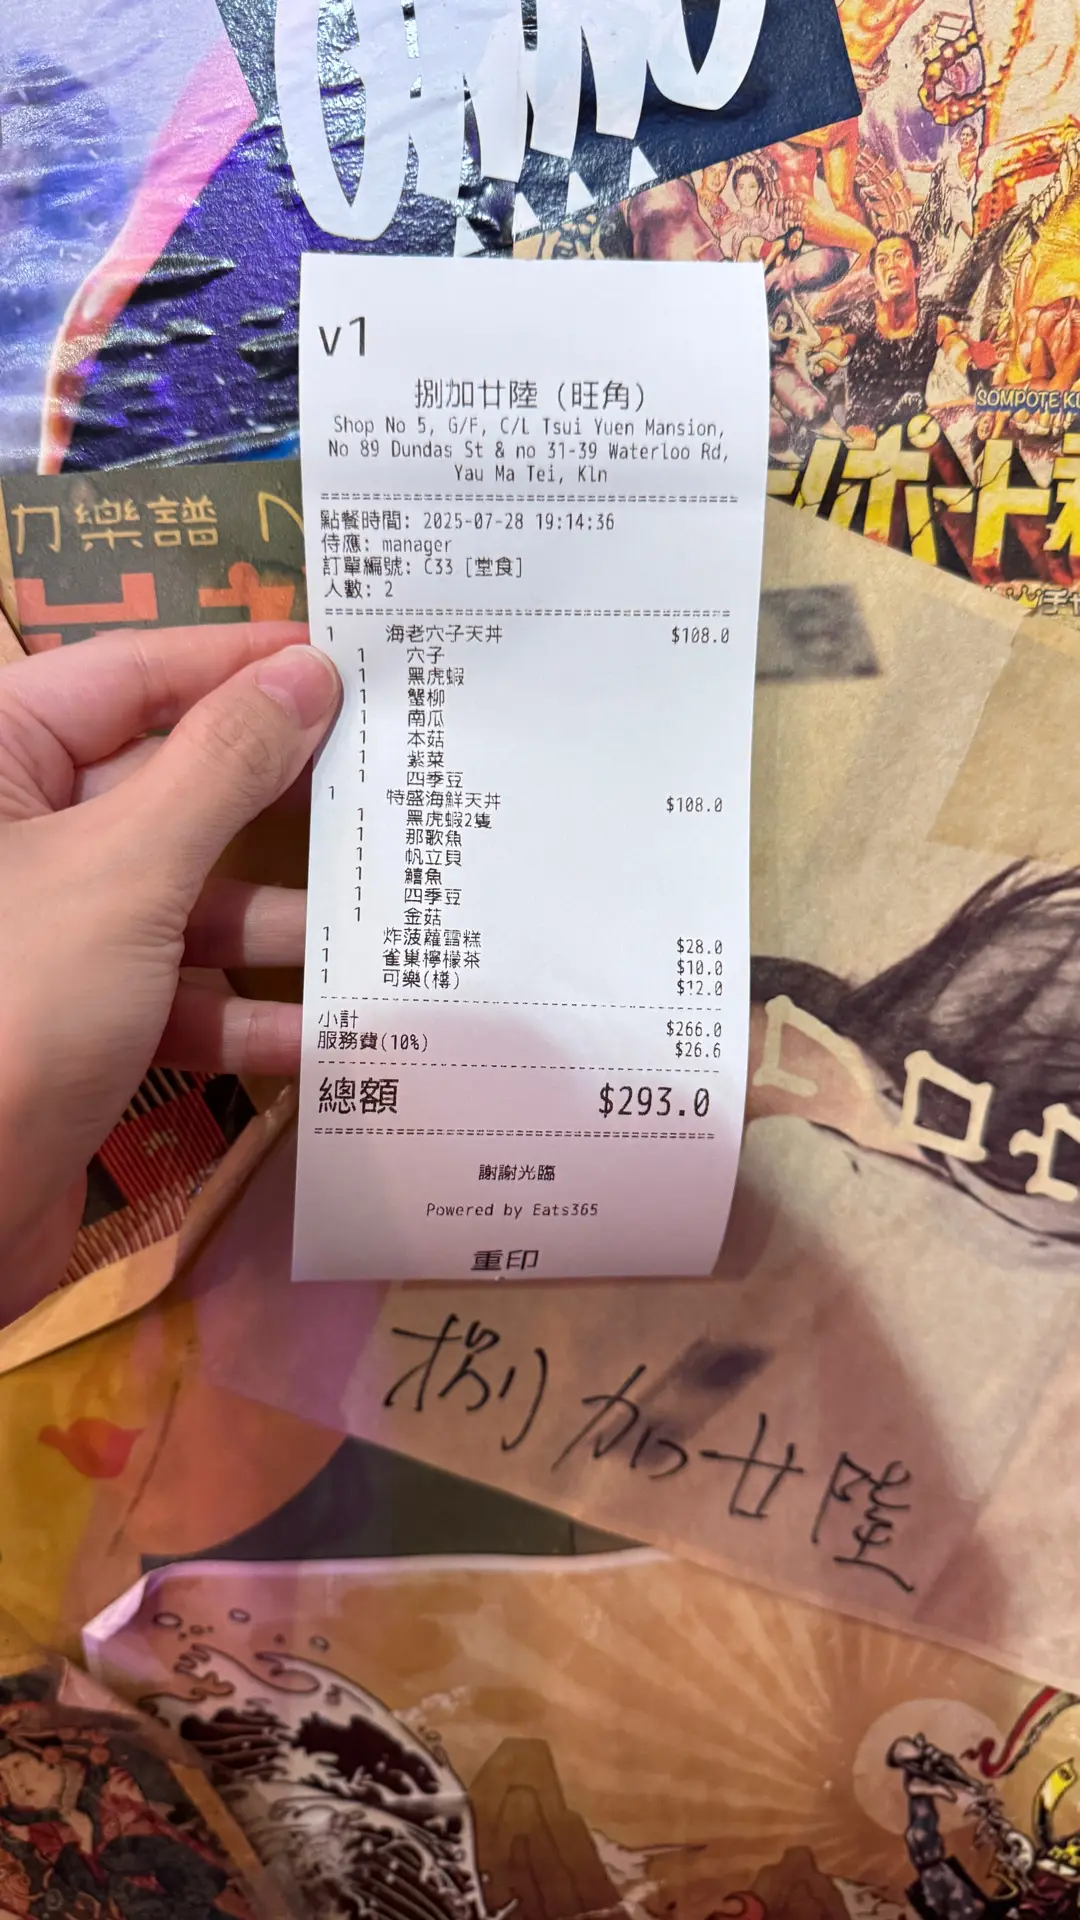 SOMPOTE
カ樂譜
v1
捌加廿陸 (旺角)
Shop No 5, G/F, C/L Tsui Yuen Mansion,
No 89 Dundas St & no 31-39 Waterloo Rd,
Yau Ma Tei, Kln
點餐時間: 2025-07-28 19:14:36
侍應: manager
訂單編號: C33 [堂食]
人數: 2
1 海老穴子天丼 $108.0
1 穴子
1 黑虎蝦
1 蟹柳
1 南瓜
1 本菇
1 紫菜
1 四季豆
1 特盛海鮮天丼 $108.0
1 黑虎蝦2隻
1 那歌魚
1 帆立貝
1 鱚魚
1 四季豆
1 金菇
1 炸菠蘿雪糕 $28.0
1 雀巢檸檬茶 $10.0
1 可樂(樽) $12.0
小計 $266.0
服務費(10%) $26.6
總額 $293.0
謝謝光臨
Powered by Eats365
重印
捌加廿陸